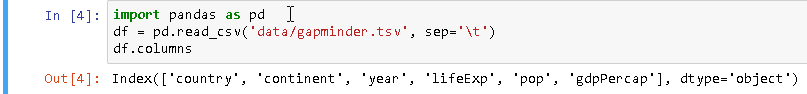 In [4]: import pandas as pd
df = pd.read_csv('data/gapminder.tsv', sep='\t')
df.columns
Out[4]: Index(['country', 'continent', 'year', 'lifeExp', 'pop', 'gdpPercap'], dtype='object')